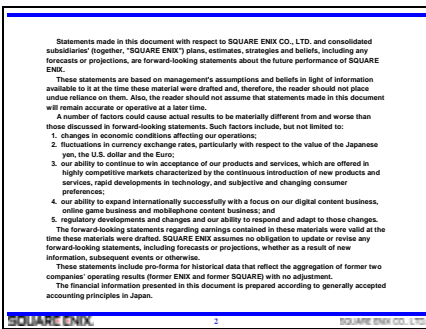 Statements made in this document with respect to SQUARE ENIX CO., LTD. and consolidated
subsidiaries' (together, "SQUARE ENIX") plans, estimates, strategies and beliefs, including any
forecasts or projections, are forward-looking statements about the future performance of SQUARE
ENIX.
These statements are based on management's assumptions and beliefs in light of information
available to it at the time these material were drafted and, therefore, the reader should not place
undue reliance on them. Also, the reader should not assume that statements made in this document
will remain accurate or operative at a later time.
A number of factors could cause actual results to be materially different from and worse than
those discussed in forward-looking statements. Such factors include, but not limited to:
1. changes in economic conditions affecting our operations;
2. fluctuations in currency exchange rates, particularly with respect to the value of the Japanese
yen, the U.S. dollar and the Euro;
3. our ability to continue to win acceptance of our products and services, which are offered in
highly competitive markets characterized by the continuous introduction of new products and
services, rapid developments in technology, and subjective and changing consumer
preferences;
4. our ability to expand internationally successfully with a focus on our digital content business,
online game business and mobilephone content business; and
5. regulatory developments and changes and our ability to respond and adapt to those changes.
The forward-looking statements regarding earnings contained in these materials were valid at the
time these materials were drafted. SQUARE ENIX assumes no obligation to update or revise any
forward-looking statements, including forecasts or projections, whether as a result of new
information, subsequent events or otherwise.
These statements include pro-forma for historical data that reflect the aggregation of former two
companies' operating results (former ENIX and former SQUARE) with no adjustment.
The financial information presented in this document is prepared according to generally accepted
accounting principles in Japan.
SQUARE ENIX. 2 SQUARE ENIX CO., LTD.